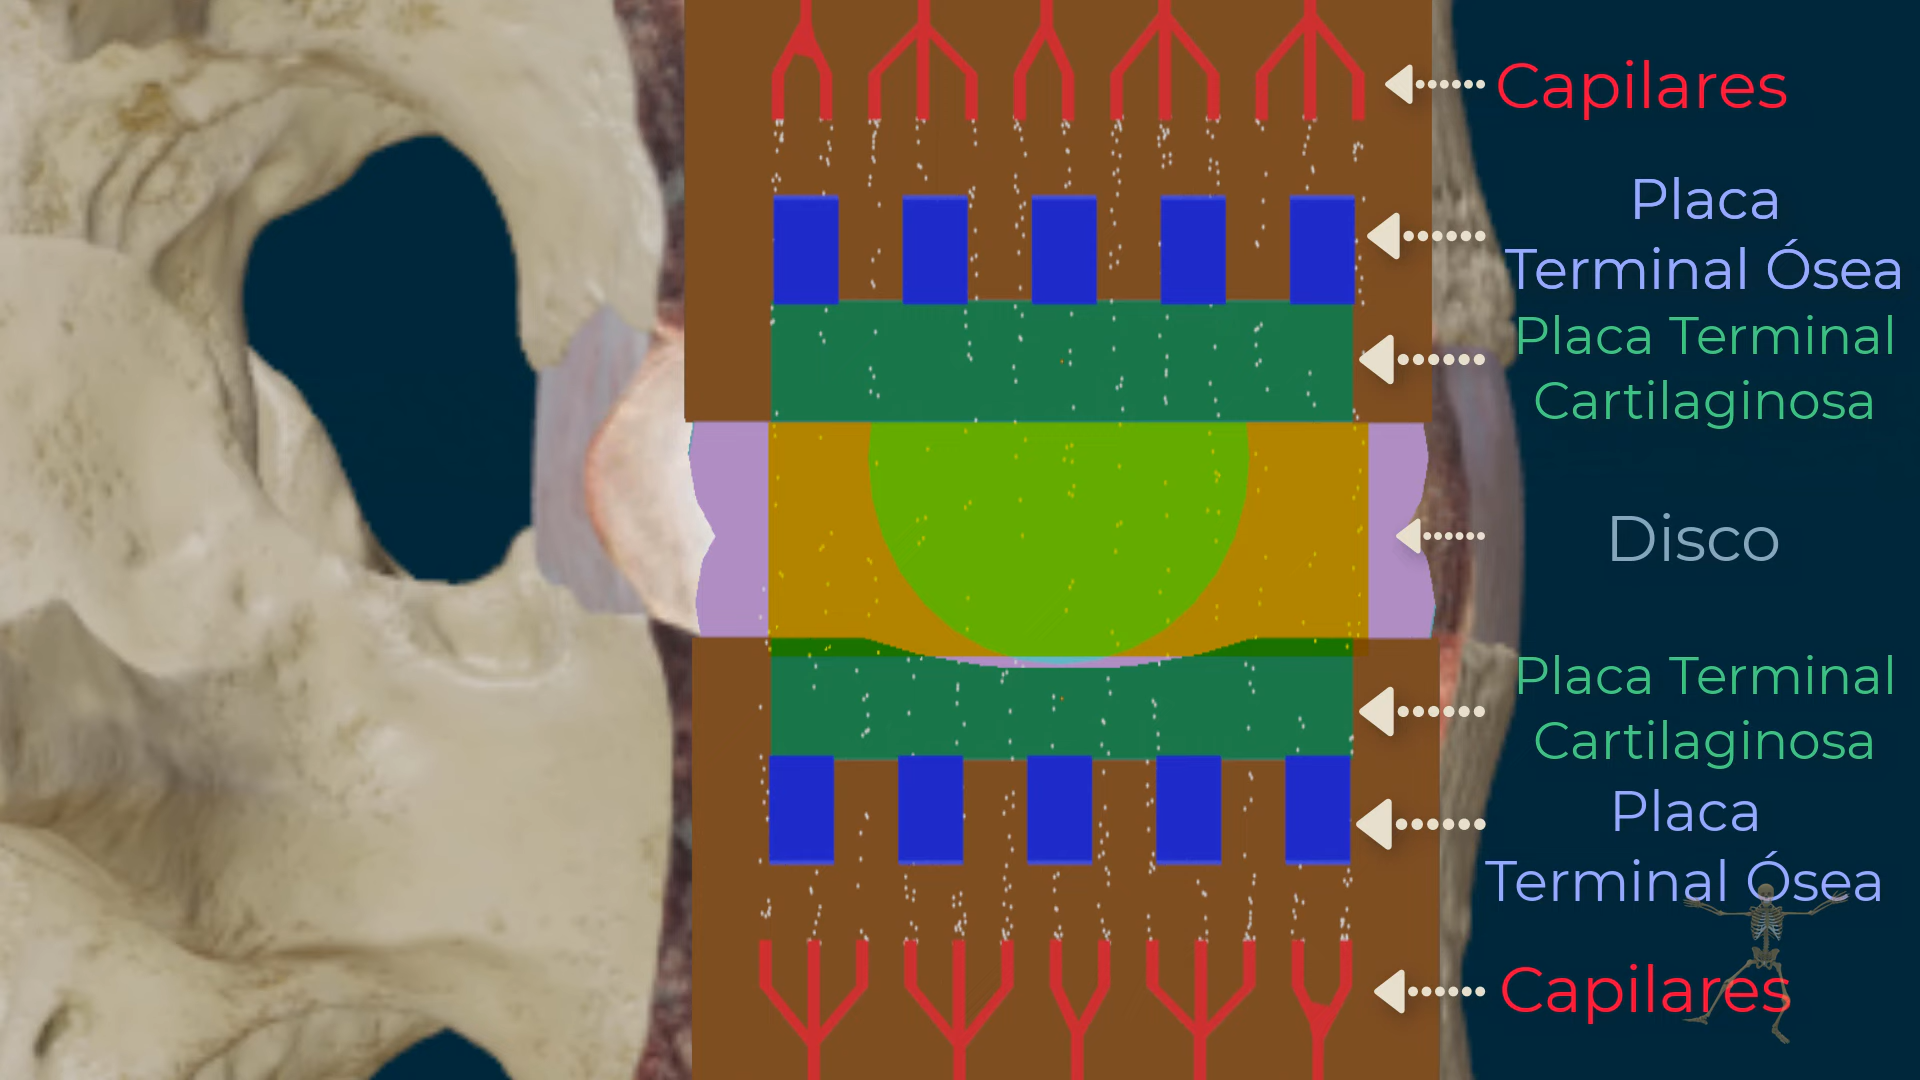 Capilares
Placa
Terminal Ósea
Placa Terminal
Cartilaginosa
Disco
Placa Terminal
Cartilaginosa
Placa
Terminal Ósea
Capilares